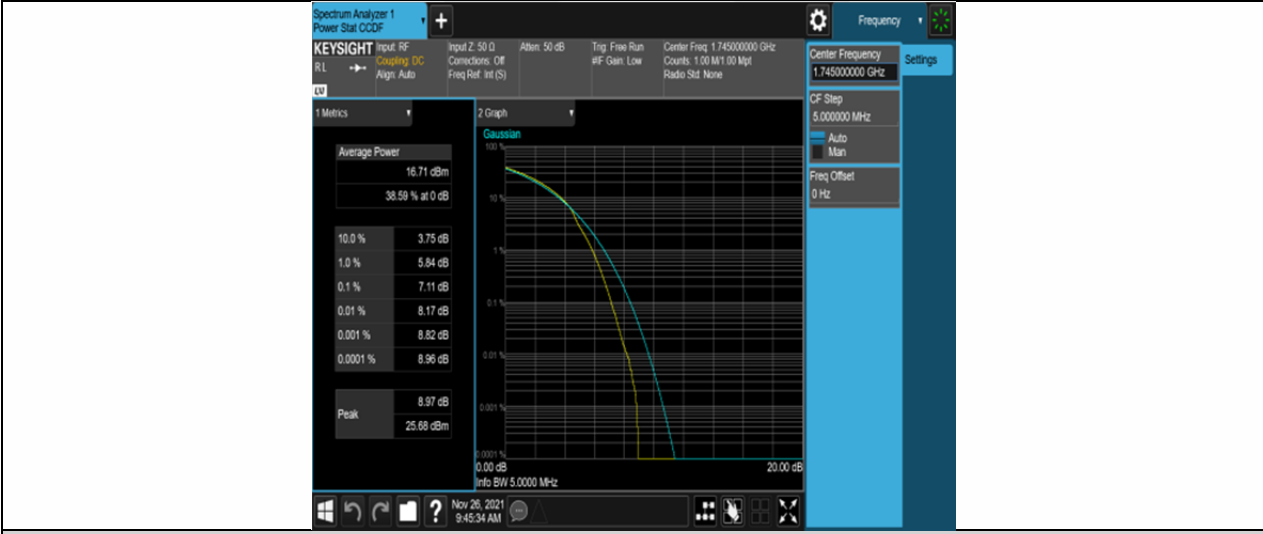 Spectrum Analyzer 1
Power Stat CCDF
+
Frequency
KEYSIGHT
R L
LV
Input: RF
Coupling: DC
Align: Auto
Input Z: 50 Ω
Corrections: Off
Freq Ref: Int (S)
Atten: 50 dB
Trig: Free Run
#IF Gain: Low
Center Freq: 1.745000000 GHz
Counts: 1.00 M/1.00 Mpt
Radio Std: None
Center Frequency
1.745000000 GHz
Settings
CF Step
5.000000 MHz
Auto
Man
Freq Offset
0 Hz
1 Metrics
Average Power
16.71 dBm
38.59 % at 0 dB
10.0 % 3.75 dB
1.0 % 5.84 dB
0.1 % 7.11 dB
0.01 % 8.17 dB
0.001 % 8.82 dB
0.0001 % 8.96 dB
Peak
8.97 dB
25.68 dBm
2 Graph
Gaussian
100 %
10 %
1 %
0.1 %
0.01 %
0.001 %
0.0001 %
0.00 dB
20.00 dB
Info BW 5.0000 MHz
?
Nov 26, 2021
9:45:34 AM